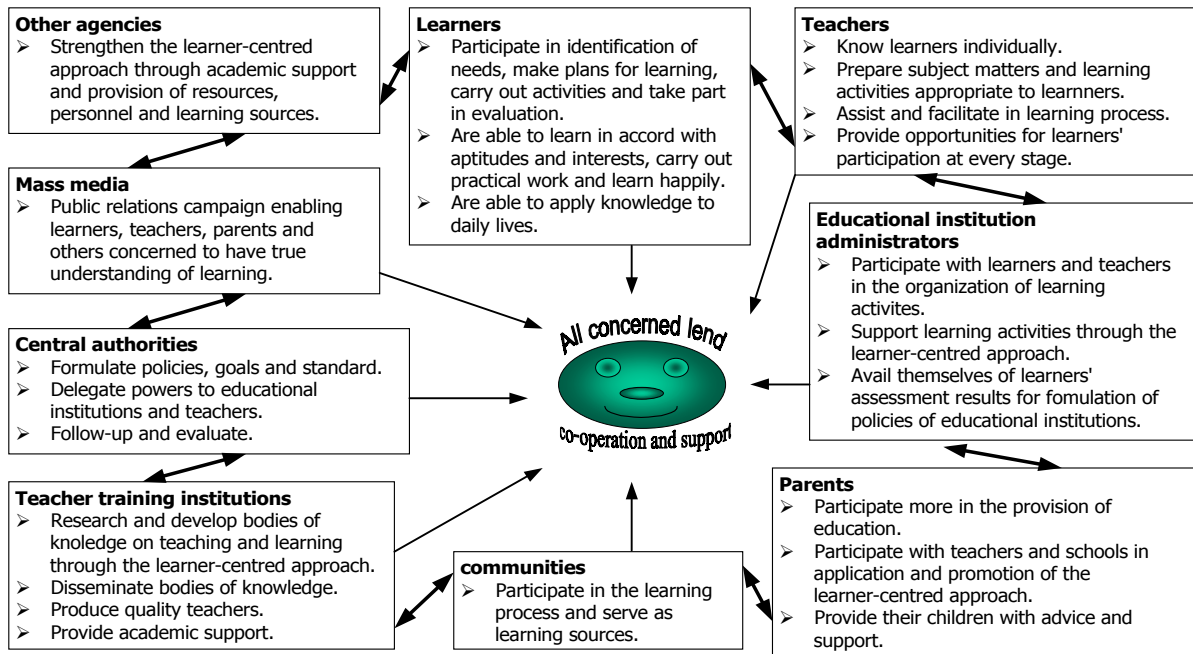 Other agencies
➢ Strengthen the learner-centred
approach through academic support
and provision of resources,
personnel and learning sources.
Learners
➢ Participate in identification of
needs, make plans for learning,
carry out activities and take part
in evaluation.
➢ Are able to learn in accord with
aptitudes and interests, carry out
practical work and learn happily.
➢ Are able to apply knowledge to
daily lives.
Teachers
➢ Know learners individually.
➢ Prepare subject matters and learning
activities appropriate to learnners.
➢ Assist and facilitate in learning process.
➢ Provide opportunities for learners'
participation at every stage.
Mass media
➢ Public relations campaign enabling
learners, teachers, parents and
others concerned to have true
understanding of learning.
Educational institution
administrators
➢ Participate with learners and teachers
in the organization of learning
activites.
➢ Support learning activities through the
learner-centred approach.
➢ Avail themselves of learners'
assessment results for fomulation of
policies of educational institutions.
All concerned lend
co-operation and support
Central authorities
➢ Formulate policies, goals and standard.
➢ Delegate powers to educational
institutions and teachers.
➢ Follow-up and evaluate.
Teacher training institutions
➢ Research and develop bodies of
knoledge on teaching and learning
through the learner-centred approach.
➢ Disseminate bodies of knowledge.
➢ Produce quality teachers.
➢ Provide academic support.
communities
➢ Participate in the learning
process and serve as
learning sources.
Parents
➢ Participate more in the provision of
education.
➢ Participate with teachers and schools in
application and promotion of the
learner-centred approach.
➢ Provide their children with advice and
support.